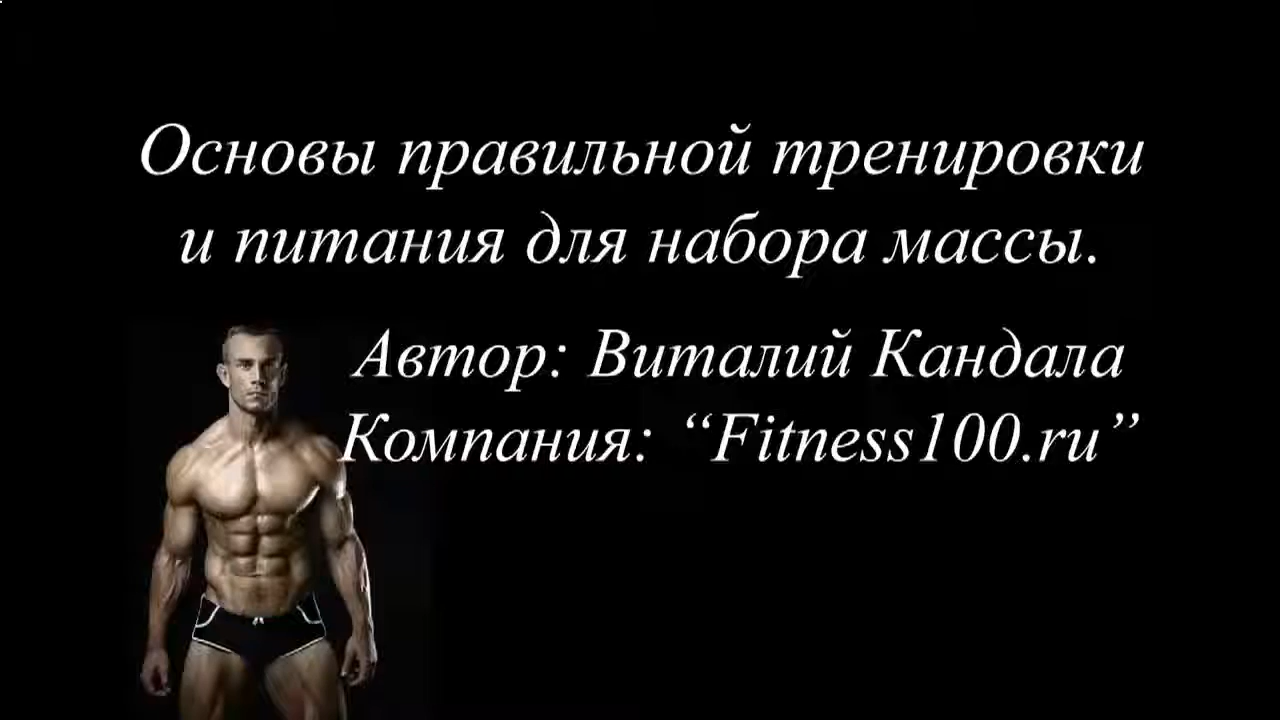 Основы правильной тренировки
и питания для набора массы.
Автор: Виталий Кандала
Компания: “Fitness100.ru”